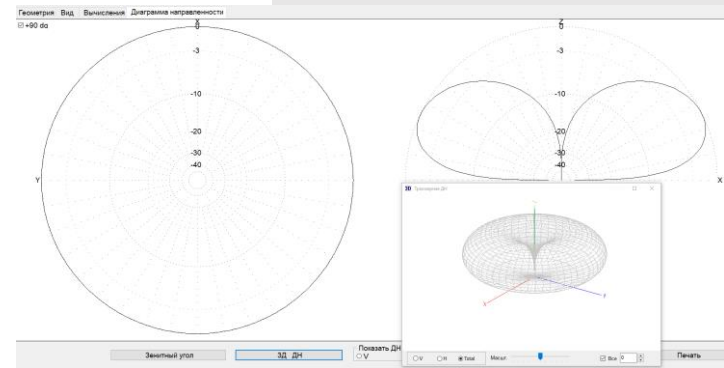 Геометрия Вид Вычисления Диаграмма направленности
+90 dg
X
0
-3
-10
-20
-30
-40
Y
Z
0
-3
-10
-20
-30
-40
X
3D Трехмерная ДН
X
Y
V H Total Масшт Все 0
Зенитный угол
3Д ДН
Показать ДН
V
Печать